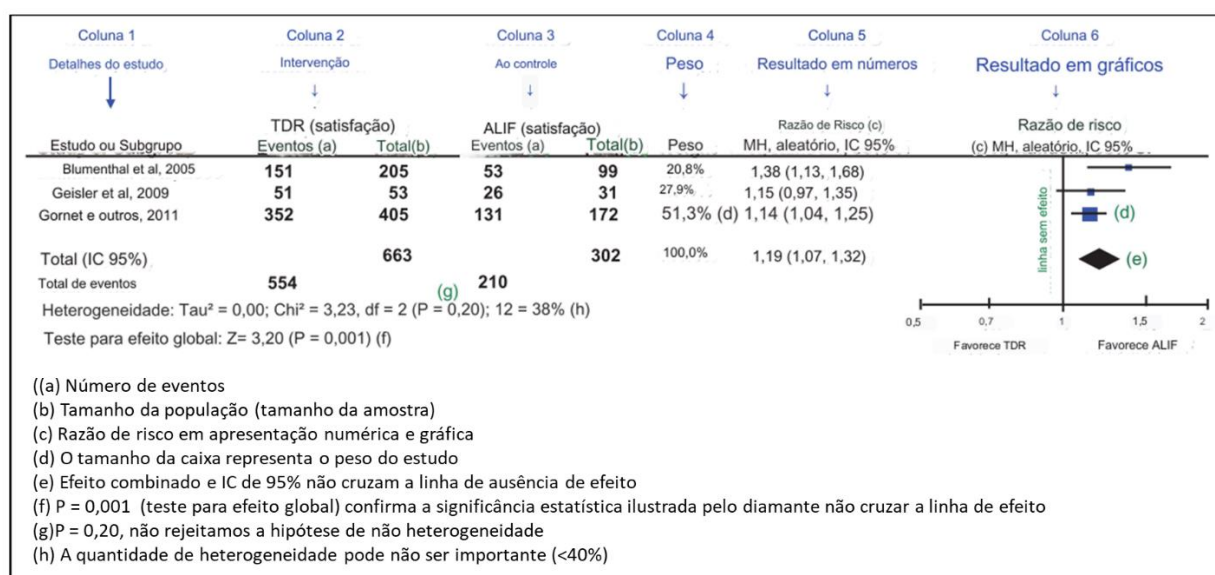 Coluna 1 Coluna 2 Coluna 3 Coluna 4 Coluna 5 Coluna 6
Detalhes do estudo Intervenção Ao controle Peso Resultado em números Resultado em gráficos
TDR (satisfação) ALIF (satisfação) Razão de Risco (c) Razão de risco
Estudo ou Subgrupo Eventos (a) Total(b) Eventos (a) Total(b) Peso MH, aleatório, IC 95% (c) MH, aleatório, IC 95%
Blumenthal et al, 2005 151 205 53 99 20,8% 1,38 (1,13, 1,68)
Geisler et al, 2009 51 53 26 31 27,9% 1,15 (0,97, 1,35)
Gornet e outros, 2011 352 405 131 172 51,3% (d) 1,14 (1,04, 1,25) (d)
linha sem efeito
Total (IC 95%) 663 302 100,0% 1,19 (1,07, 1,32) (e)
Total de eventos 554 210
(g)
Heterogeneidade: Tau² = 0,00; Chi² = 3,23, df = 2 (P = 0,20); 12 = 38% (h)
0,5 0,7 1 1,5 2
Teste para efeito global: Z= 3,20 (P = 0,001) (f)
Favorece TDR Favorece ALIF
((a) Número de eventos
(b) Tamanho da população (tamanho da amostra)
(c) Razão de risco em apresentação numérica e gráfica
(d) O tamanho da caixa representa o peso do estudo
(e) Efeito combinado e IC de 95% não cruzam a linha de ausência de efeito
(f) P = 0,001 (teste para efeito global) confirma a significância estatística ilustrada pelo diamante não cruzar a linha de efeito
(g)P = 0,20, não rejeitamos a hipótese de não heterogeneidade
(h) A quantidade de heterogeneidade pode não ser importante (<40%)